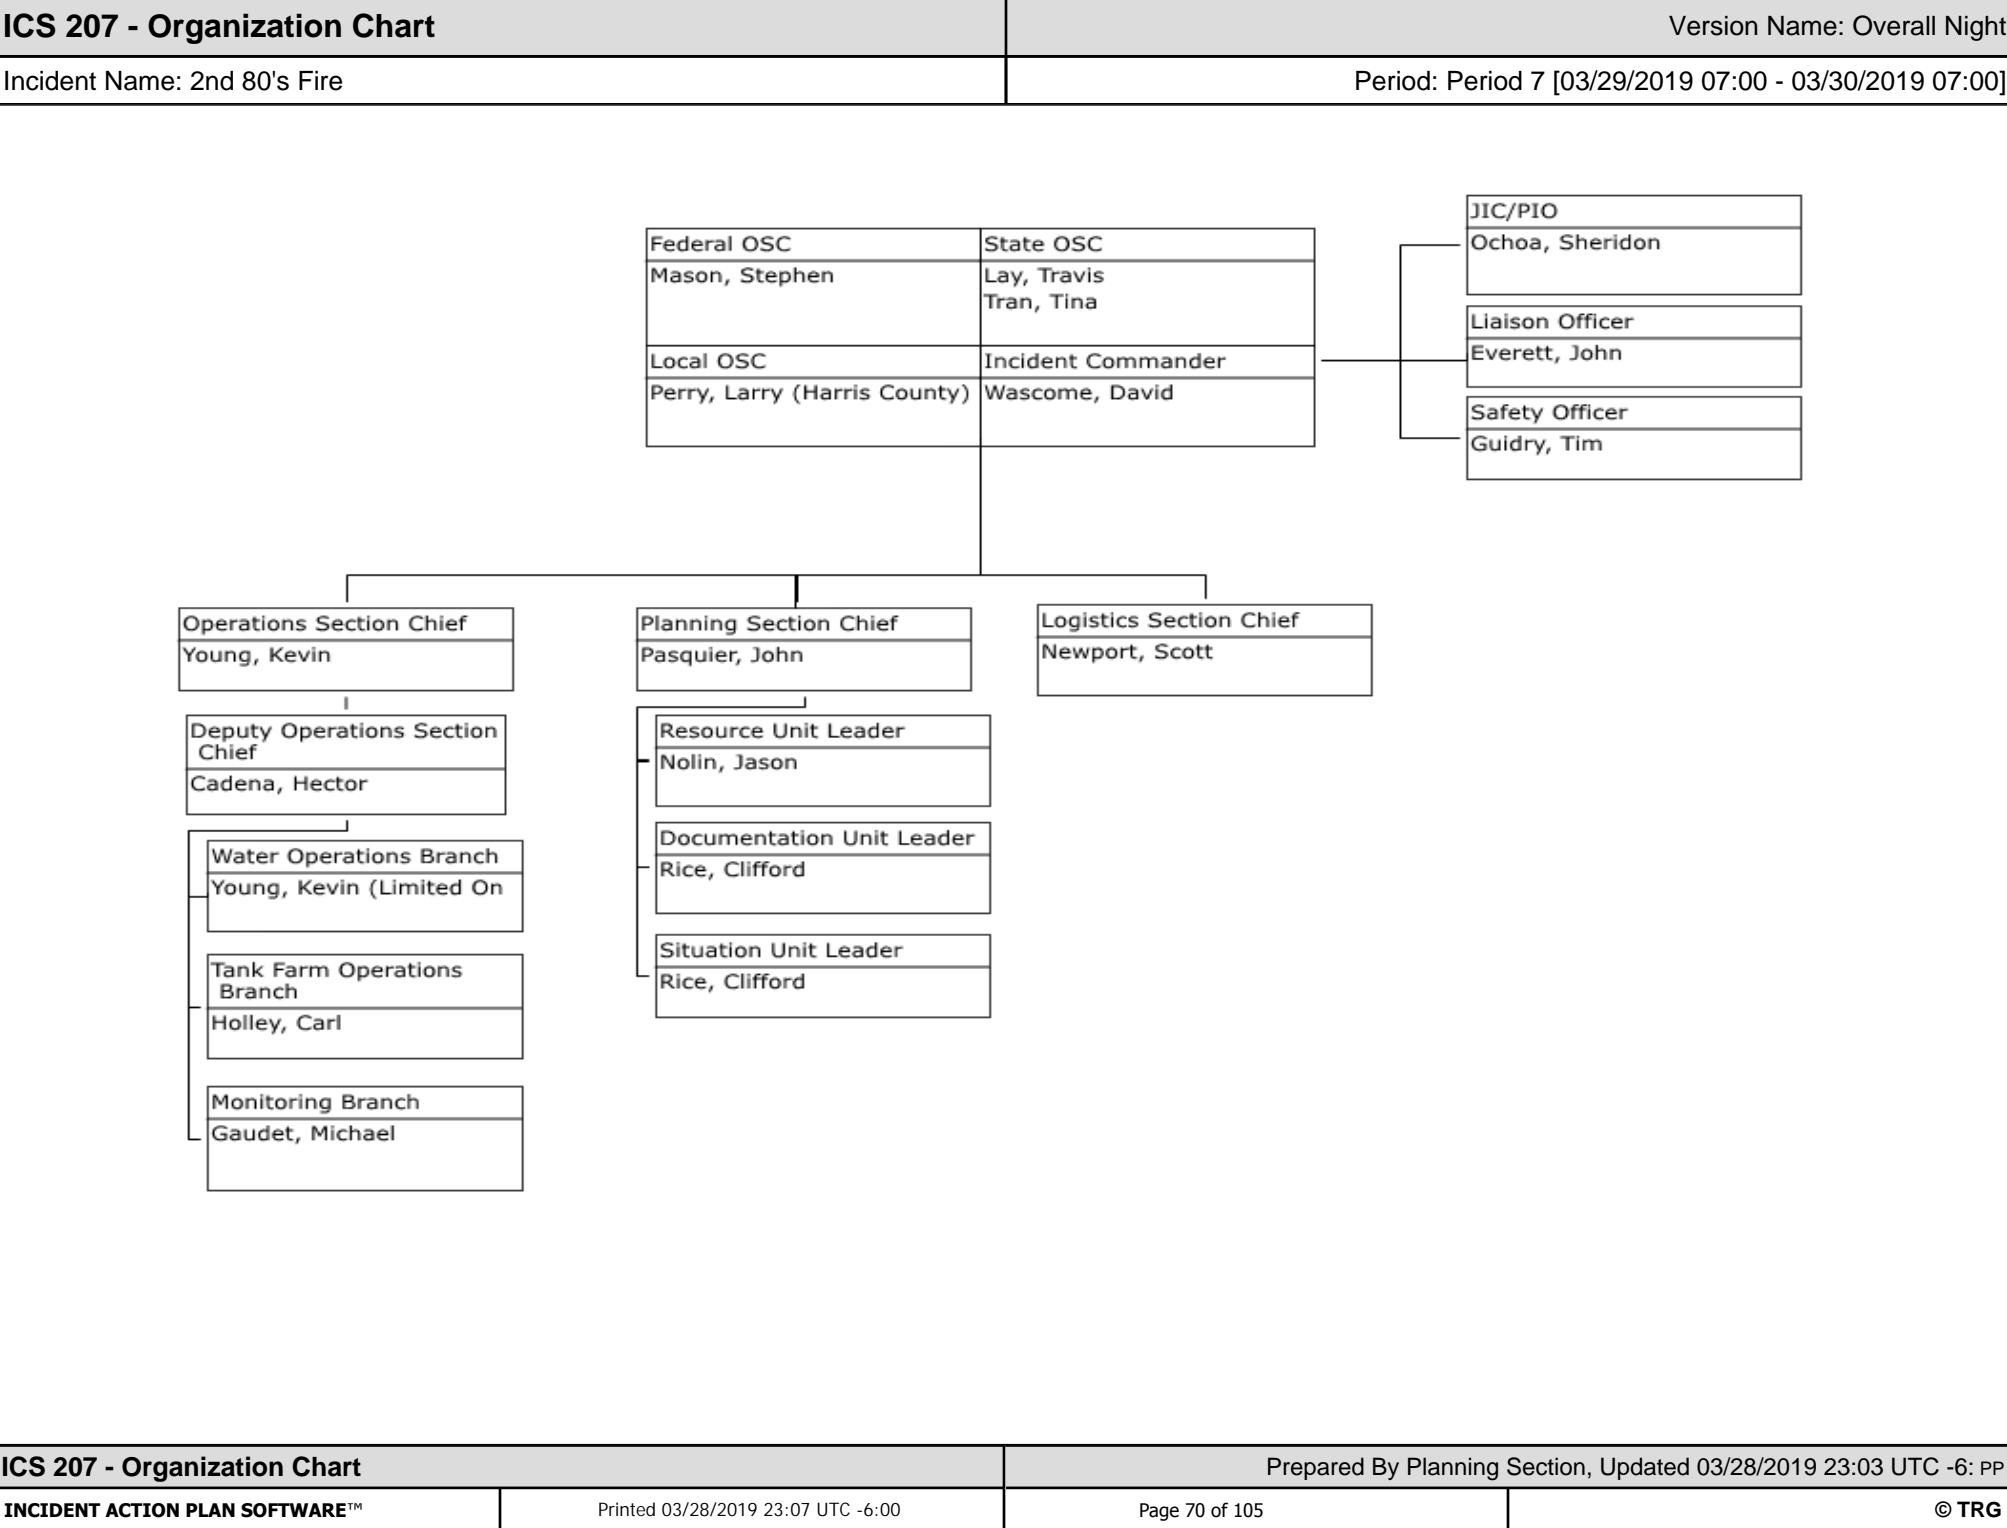 ICS 207 - Organization Chart
Version Name: Overall Night
Incident Name: 2nd 80's Fire
Period: Period 7 [03/29/2019 07:00 - 03/30/2019 07:00]
Federal OSC
Mason, Stephen
State OSC
Lay, Travis
Tran, Tina
Local OSC
Perry, Larry (Harris County)
Incident Commander
Wascome, David
JIC/PIO
Ochoa, Sheridon
Liaison Officer
Everett, John
Safety Officer
Guidry, Tim
Operations Section Chief
Young, Kevin
Deputy Operations Section
Chief
Cadena, Hector
Water Operations Branch
Young, Kevin (Limited On
Tank Farm Operations
Branch
Holley, Carl
Monitoring Branch
Gaudet, Michael
Planning Section Chief
Pasquier, John
Resource Unit Leader
Nolin, Jason
Documentation Unit Leader
Rice, Clifford
Situation Unit Leader
Rice, Clifford
Logistics Section Chief
Newport, Scott
ICS 207 - Organization Chart
Prepared By Planning Section, Updated 03/28/2019 23:03 UTC -6: PP
INCIDENT ACTION PLAN SOFTWARE™
Printed 03/28/2019 23:07 UTC -6:00
Page 70 of 105
© TRG